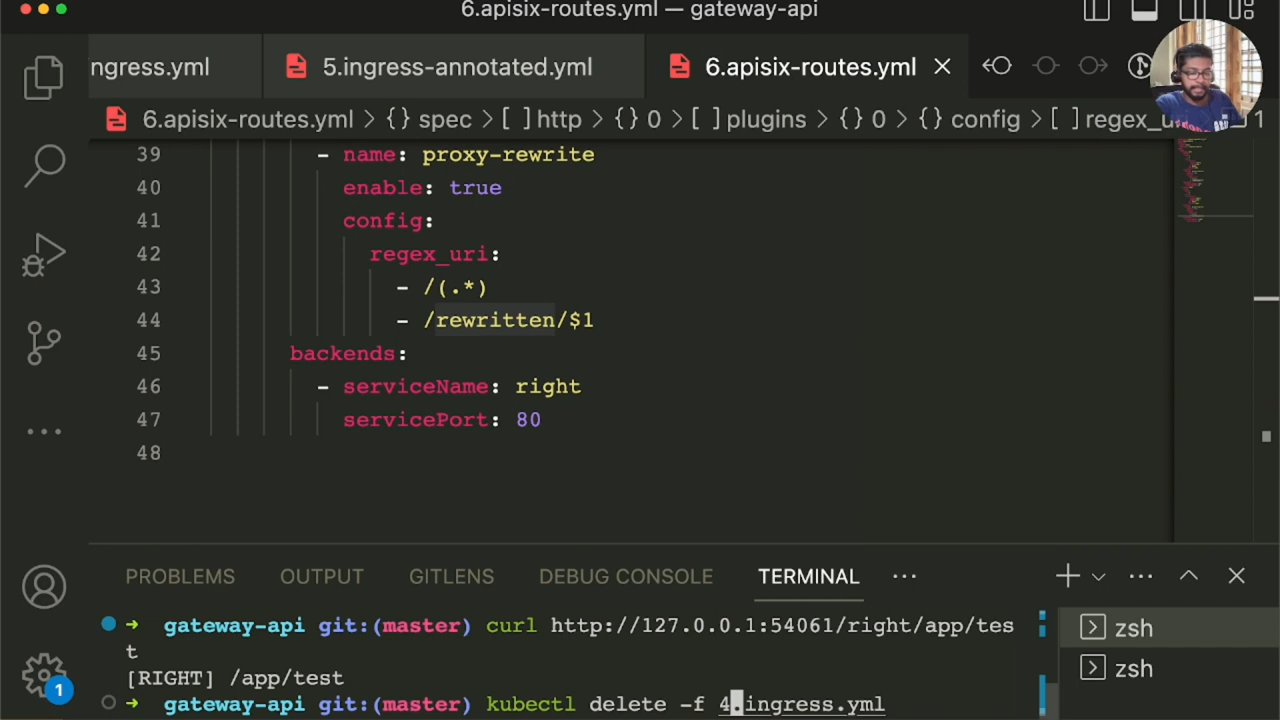 6.apisix-routes.yml — gateway-api
ngress.yml
5.ingress-annotated.yml
6.apisix-routes.yml
6.apisix-routes.yml > {} spec > [ ] http > {} 0 > [ ] plugins > {} 0 > {} config > [ ] regex_u 1
39 - name: proxy-rewrite
40 enable: true
41 config:
42 regex_uri:
43 - /(.*)
44 - /rewritten/$1
45 backends:
46 - serviceName: right
47 servicePort: 80
48
PROBLEMS OUTPUT GITLENS DEBUG CONSOLE TERMINAL ...
➜ gateway-api git:(master) curl http://127.0.0.1:54061/right/app/tes
t
[RIGHT] /app/test
➜ gateway-api git:(master) kubectl delete -f 4.ingress.yml
zsh
zsh
1